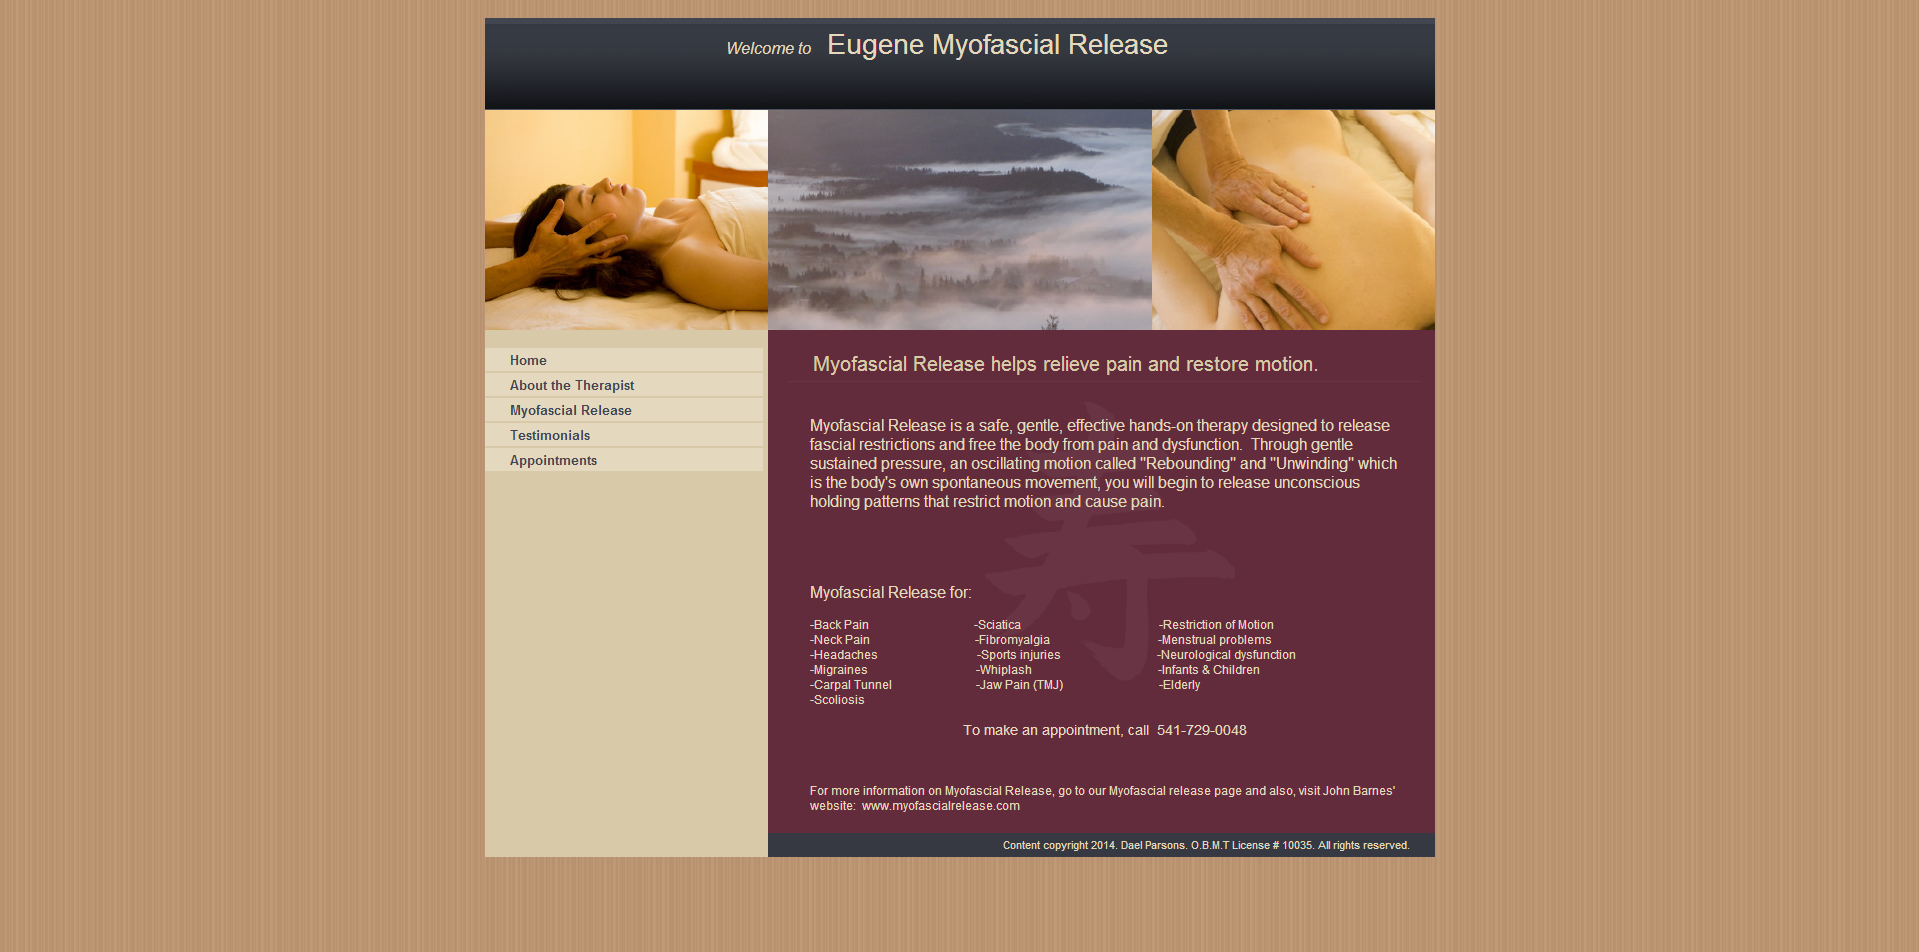 Welcome to Eugene Myofascial Release
Home
About the Therapist
Myofascial Release
Testimonials
Appointments
Myofascial Release helps relieve pain and restore motion.
Myofascial Release is a safe, gentle, effective hands-on therapy designed to release
fascial restrictions and free the body from pain and dysfunction.  Through gentle
sustained pressure, an oscillating motion called "Rebounding" and "Unwinding" which
is the body's own spontaneous movement, you will begin to release unconscious
holding patterns that restrict motion and cause pain.
寿
Myofascial Release for:
-Back Pain -Sciatica -Restriction of Motion
-Neck Pain -Fibromyalgia -Menstrual problems
-Headaches -Sports injuries -Neurological dysfunction
-Migraines -Whiplash -Infants & Children
-Carpal Tunnel -Jaw Pain (TMJ) -Elderly
-Scoliosis
To make an appointment, call  541-729-0048
For more information on Myofascial Release, go to our Myofascial release page and also, visit John Barnes'
website:  www.myofascialrelease.com
Content copyright 2014. Dael Parsons. O.B.M.T License # 10035. All rights reserved.